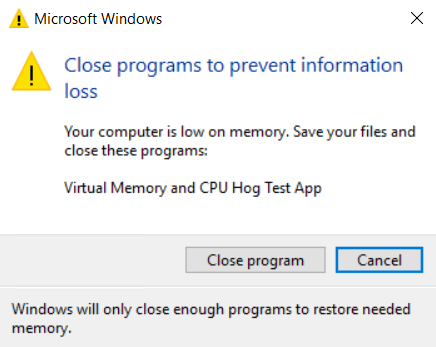 Microsoft Windows
Close programs to prevent information
loss
Your computer is low on memory. Save your files and
close these programs:
Virtual Memory and CPU Hog Test App
Close program
Cancel
Windows will only close enough programs to restore needed
memory.